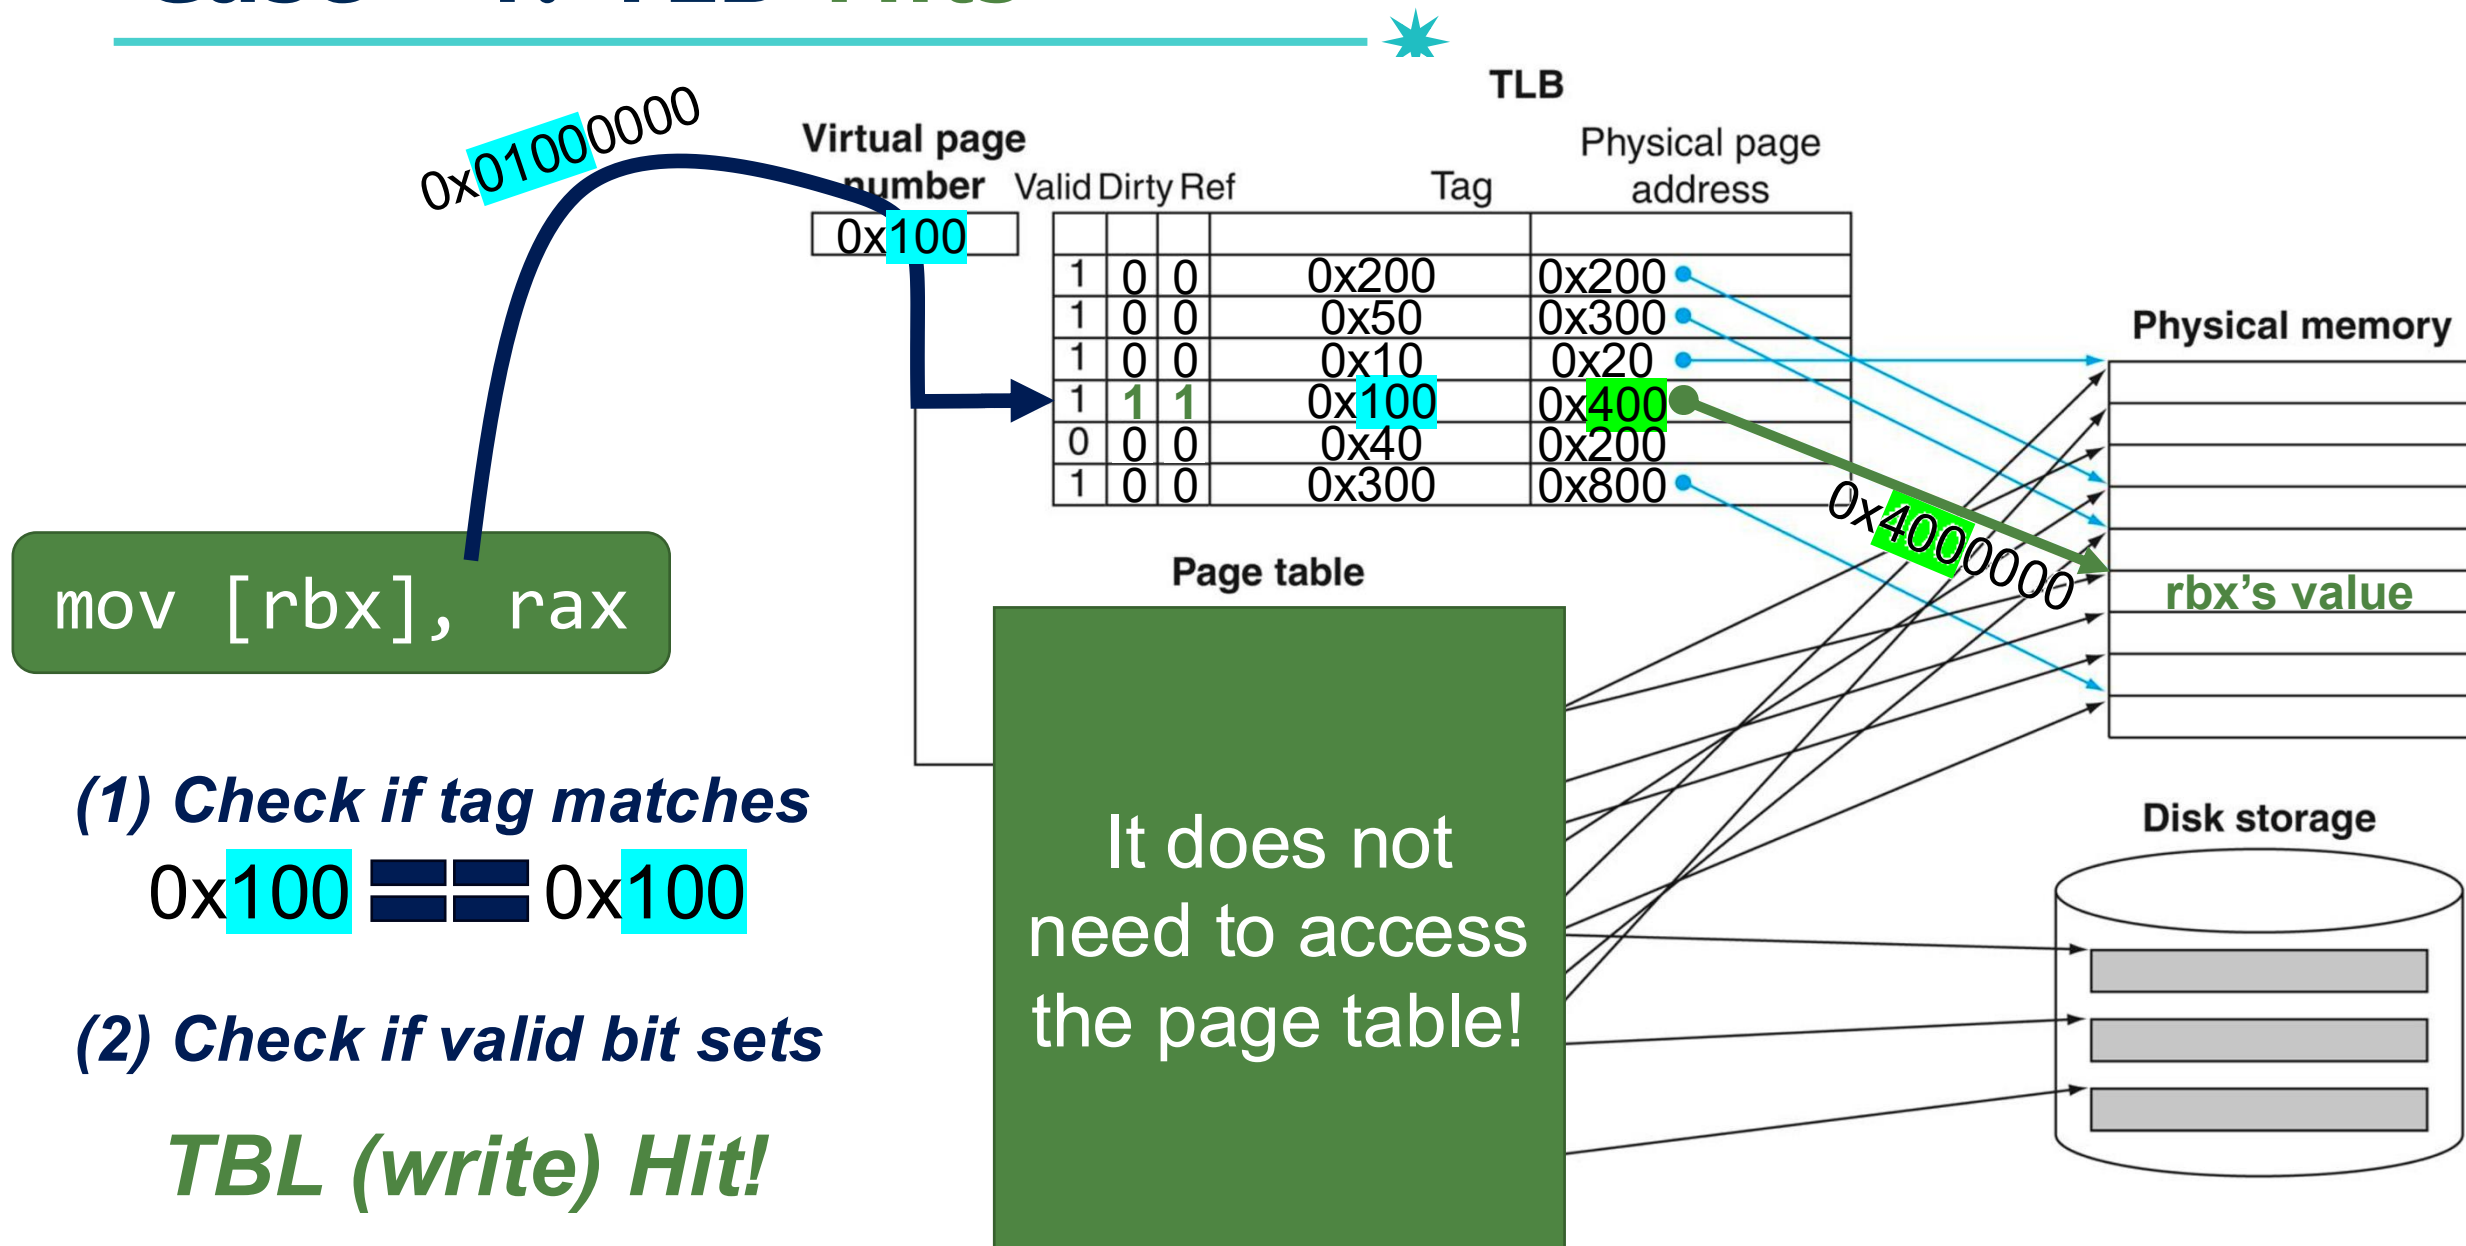 TLB
Virtual page
number
Valid Dirty Ref
Tag
Physical page
address
0x01000000
0x100
1 0 0 0x200 0x200
1 0 0 0x50 0x300
1 0 0 0x10 0x20
1 1 1 0x100 0x400
0 0 0 0x40 0x200
1 0 0 0x300 0x800
Physical memory
0x4000000
rbx’s value
mov [rbx], rax
Page table
It does not
need to access
the page table!
(1) Check if tag matches
0x100 0x100
(2) Check if valid bit sets
TBL (write) Hit!
Disk storage